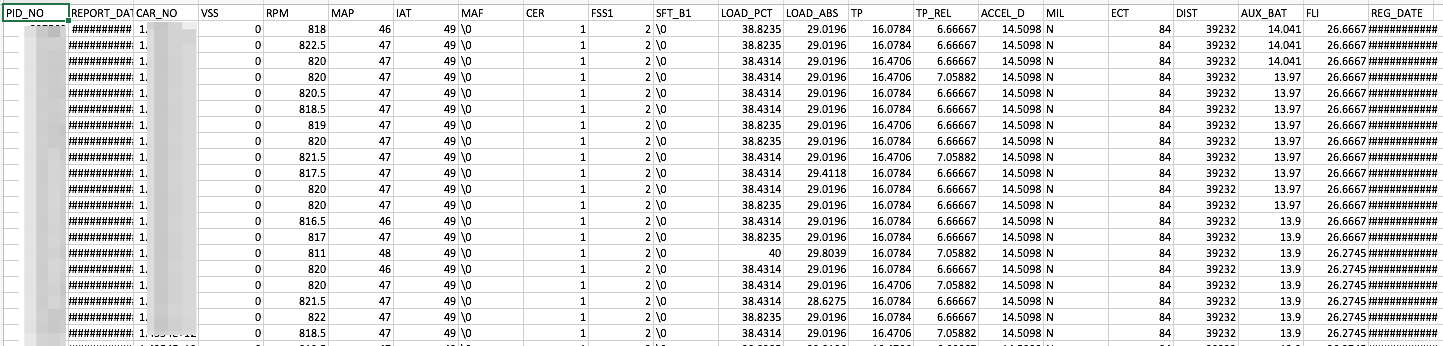 PID_NO REPORT_DAT CAR_NO VSS RPM MAP IAT MAF CER FSS1 SFT_B1 LOAD_PCT LOAD_ABS TP TP_REL ACCEL_D MIL ECT DIST AUX_BAT FLI REG_DATE
########### 1. 0 818 46 49 \0 1 2 \0 38.8235 29.0196 16.0784 6.66667 14.5098 N 84 39232 14.041 26.6667 ############
########### 1. 0 822.5 47 49 \0 1 2 \0 38.8235 29.0196 16.0784 6.66667 14.5098 N 84 39232 14.041 26.6667 ############
########### 1. 0 820 47 49 \0 1 2 \0 38.4314 29.0196 16.4706 6.66667 14.5098 N 84 39232 14.041 26.6667 ############
########### 1. 0 820 47 49 \0 1 2 \0 38.4314 29.0196 16.4706 7.05882 14.5098 N 84 39232 13.97 26.6667 ############
########### 1. 0 820.5 47 49 \0 1 2 \0 38.4314 29.0196 16.0784 6.66667 14.5098 N 84 39232 13.97 26.6667 ############
########### 1. 0 818.5 47 49 \0 1 2 \0 38.4314 29.0196 16.0784 6.66667 14.5098 N 84 39232 13.97 26.6667 ############
########### 1. 0 819 47 49 \0 1 2 \0 38.8235 29.0196 16.4706 6.66667 14.5098 N 84 39232 13.97 26.6667 ############
########### 1. 0 820 47 49 \0 1 2 \0 38.8235 29.0196 16.0784 6.66667 14.5098 N 84 39232 13.97 26.6667 ############
########### 1. 0 821.5 47 49 \0 1 2 \0 38.4314 29.0196 16.4706 7.05882 14.5098 N 84 39232 13.97 26.6667 ############
########### 1. 0 817.5 47 49 \0 1 2 \0 38.4314 29.4118 16.0784 6.66667 14.5098 N 84 39232 13.97 26.6667 ############
########### 1. 0 820 47 49 \0 1 2 \0 38.4314 29.0196 16.0784 6.66667 14.5098 N 84 39232 13.97 26.6667 ############
########### 1. 0 820 47 49 \0 1 2 \0 38.4314 29.0196 16.0784 6.66667 14.5098 N 84 39232 13.97 26.6667 ############
########### 1. 0 816.5 46 49 \0 1 2 \0 38.4314 29.0196 16.0784 6.66667 14.5098 N 84 39232 13.9 26.6667 ############
########### 1. 0 817 47 49 \0 1 2 \0 38.8235 29.0196 16.0784 6.66667 14.5098 N 84 39232 13.9 26.6667 ############
########### 1. 0 811 48 49 \0 1 2 \0 40 29.8039 16.0784 7.05882 14.5098 N 84 39232 13.9 26.2745 ############
########### 1. 0 820 46 49 \0 1 2 \0 38.4314 29.0196 16.0784 6.66667 14.5098 N 84 39232 13.9 26.2745 ############
########### 1. 0 820 47 49 \0 1 2 \0 38.4314 29.0196 16.4706 7.05882 14.5098 N 84 39232 13.9 26.2745 ############
########### 1. 0 821.5 47 49 \0 1 2 \0 38.4314 28.6275 16.0784 6.66667 14.5098 N 84 39232 13.9 26.2745 ############
########### 1. 0 822 47 49 \0 1 2 \0 38.8235 29.0196 16.0784 6.66667 14.5098 N 84 39232 13.9 26.2745 ############
########### 1. 0 818.5 47 49 \0 1 2 \0 38.4314 29.0196 16.4706 7.05882 14.5098 N 84 39232 13.9 26.2745 ############